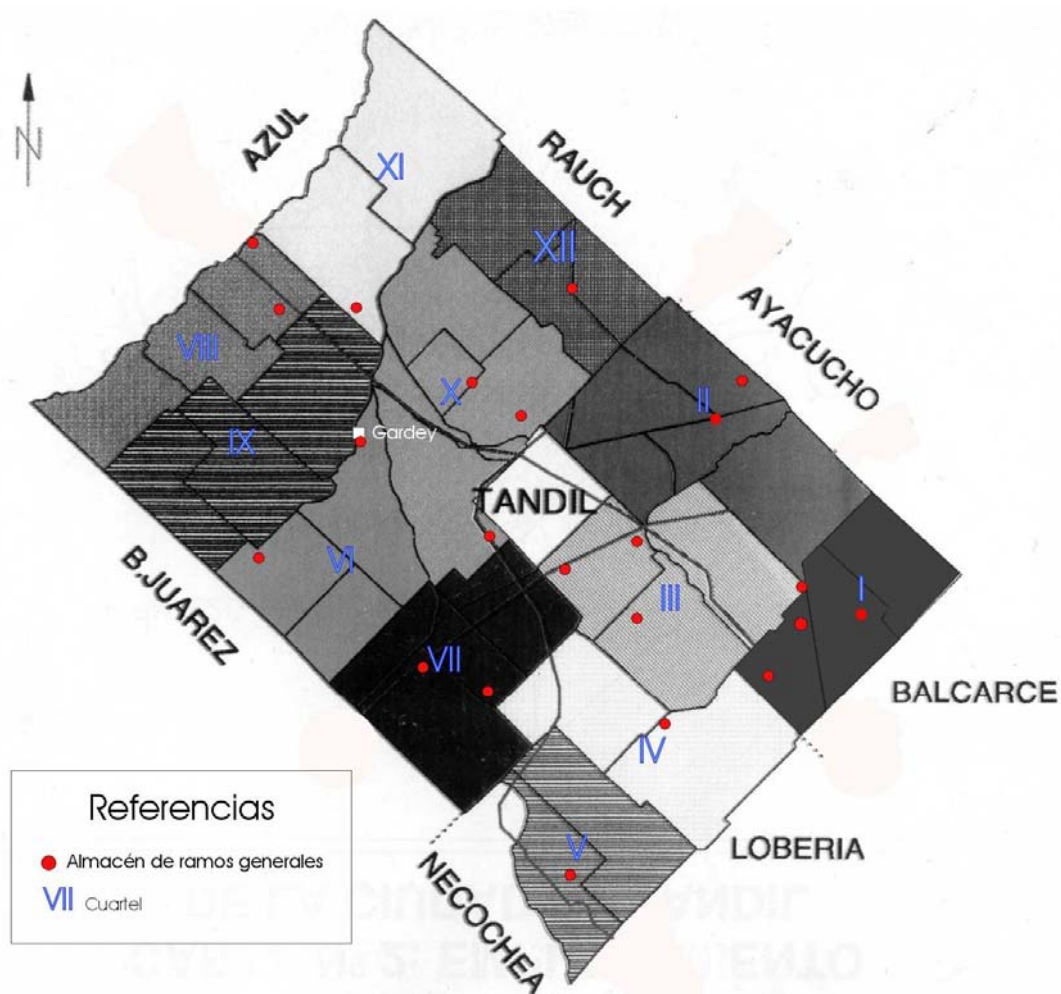 N
AZUL
RAUCH
AYACUCHO
BALCARCE
LOBERIA
NECOCHEA
B.JUAREZ
XI
XII
VIII
X
II
IX
Gardey
TANDIL
VI
III
I
VII
IV
V
Referencias
Almacén de ramos generales
VII Cuartel